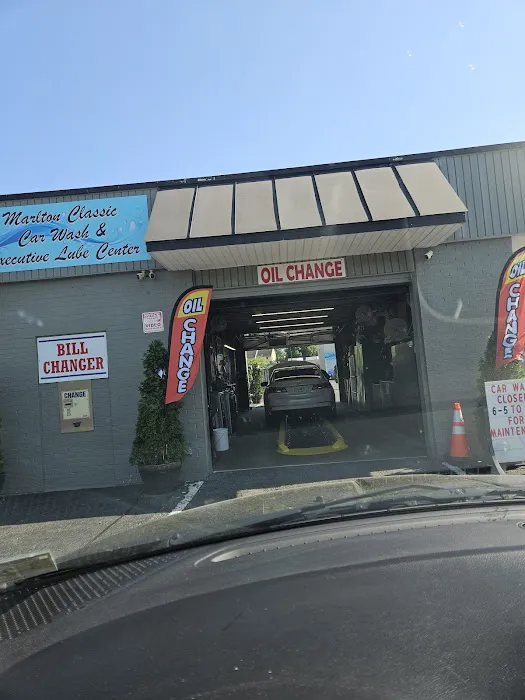 Marlton Classic
Car Wash &
Executive Lube Center
OIL CHANGE
BILL
CHANGER
CHANGE
VIDEO
OIL CHANGE
OIL CHANGE
CAR WA
CLOSE
6-5 TO
FOR
MAINTEN